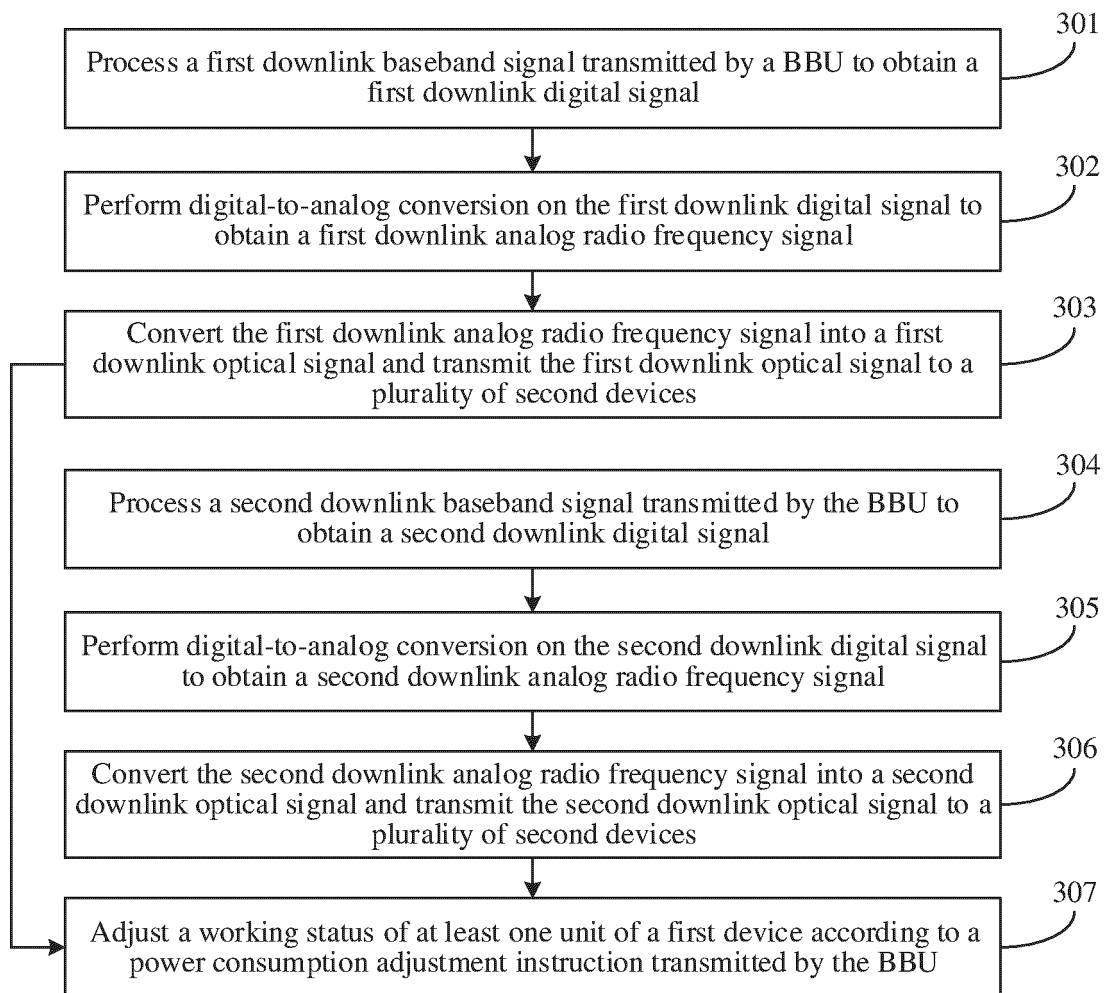 301
Process a first downlink baseband signal transmitted by a BBU to obtain a
first downlink digital signal
302
Perform digital-to-analog conversion on the first downlink digital signal to
obtain a first downlink analog radio frequency signal
303
Convert the first downlink analog radio frequency signal into a first
downlink optical signal and transmit the first downlink optical signal to a
plurality of second devices
304
Process a second downlink baseband signal transmitted by the BBU to
obtain a second downlink digital signal
305
Perform digital-to-analog conversion on the second downlink digital signal
to obtain a second downlink analog radio frequency signal
306
Convert the second downlink analog radio frequency signal into a second
downlink optical signal and transmit the second downlink optical signal to a
plurality of second devices
307
Adjust a working status of at least one unit of a first device according to a
power consumption adjustment instruction transmitted by the BBU